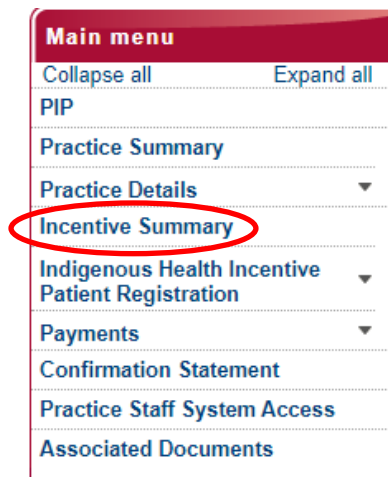 Main menu
Collapse all Expand all
PIP
Practice Summary
Practice Details
Incentive Summary
Indigenous Health Incentive
Patient Registration
Payments
Confirmation Statement
Practice Staff System Access
Associated Documents